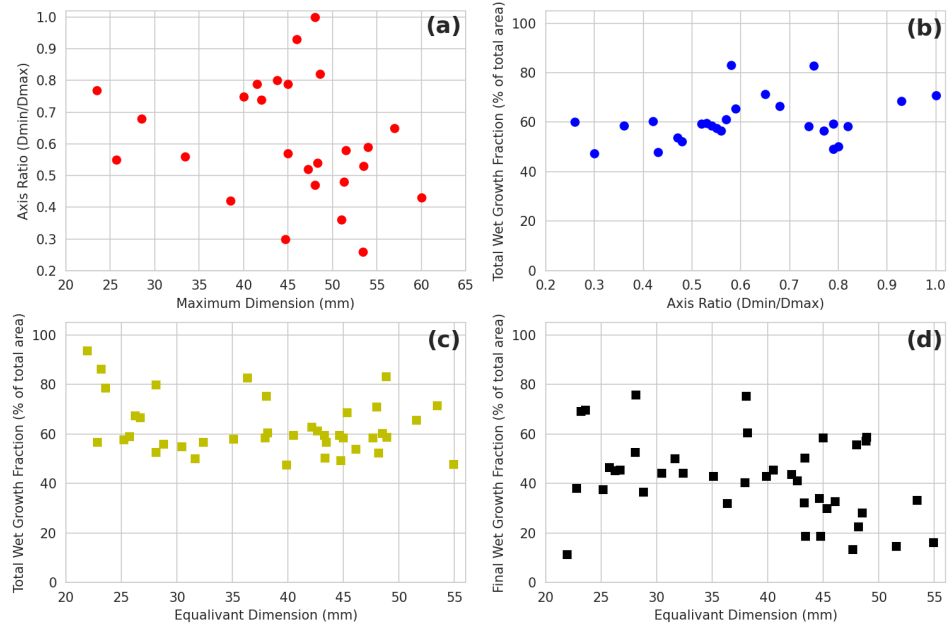 (a)
1.0
0.9
0.8
0.7
0.6
0.5
0.4
0.3
0.2
Axis Ratio (Dmin/Dmax)
20 25 30 35 40 45 50 55 60 65
Maximum Dimension (mm)
(b)
100
80
60
40
20
0
Total Wet Growth Fraction (% of total area)
0.2 0.3 0.4 0.5 0.6 0.7 0.8 0.9 1.0
Axis Ratio (Dmin/Dmax)
(c)
100
80
60
40
20
0
Total Wet Growth Fraction (% of total area)
20 25 30 35 40 45 50 55
Equalivant Dimension (mm)
(d)
100
80
60
40
20
0
Final Wet Growth Fraction (% of total area)
20 25 30 35 40 45 50 55
Equalivant Dimension (mm)